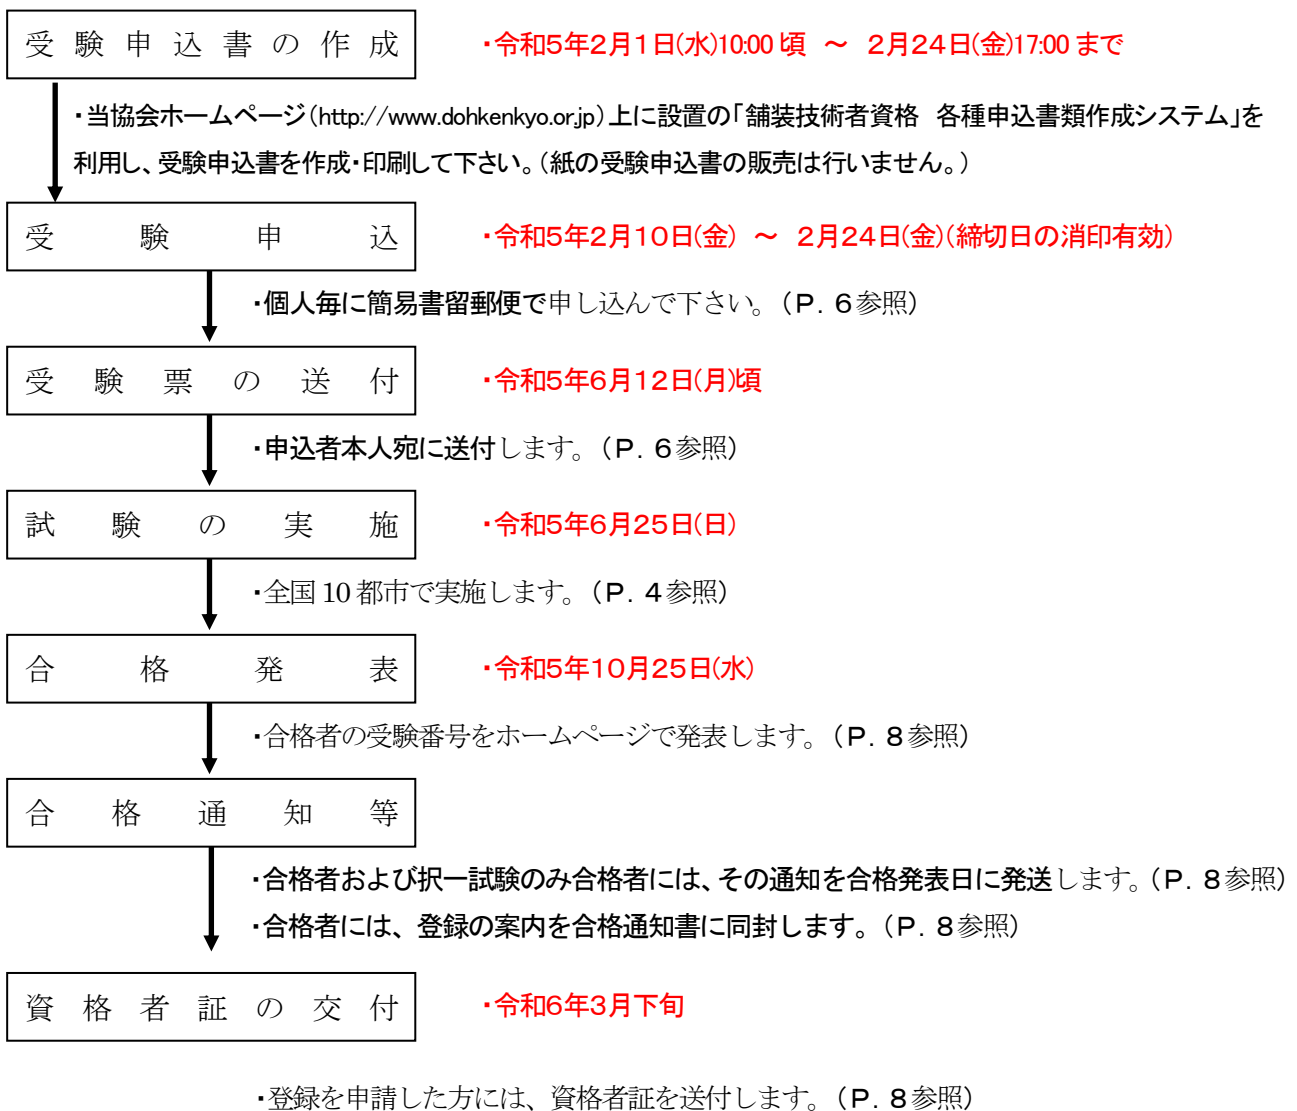 受験申込書の作成 ・令和5年2月1日(水)10:00頃 ～ 2月24日(金)17:00まで
・当協会ホームページ(http://www.dohkenkyo.or.jp)上に設置の「舗装技術者資格 各種申込書類作成システム」を
利用し、受験申込書を作成・印刷して下さい。(紙の受験申込書の販売は行いません。)
受験申込 ・令和5年2月10日(金) ～ 2月24日(金)(締切日の消印有効)
・個人毎に簡易書留郵便で申し込んで下さい。(P.6参照)
受験票の送付 ・令和5年6月12日(月)頃
・申込者本人宛に送付します。(P.6参照)
試験の実施 ・令和5年6月25日(日)
・全国10都市で実施します。(P.4参照)
合格発表 ・令和5年10月25日(水)
・合格者の受験番号をホームページで発表します。(P.8参照)
合格通知等
・合格者および択一試験のみ合格者には、その通知を合格発表日に発送します。(P.8参照)
・合格者には、登録の案内を合格通知書に同封します。(P.8参照)
資格者証の交付 ・令和6年3月下旬
・登録を申請した方には、資格者証を送付します。(P.8参照)